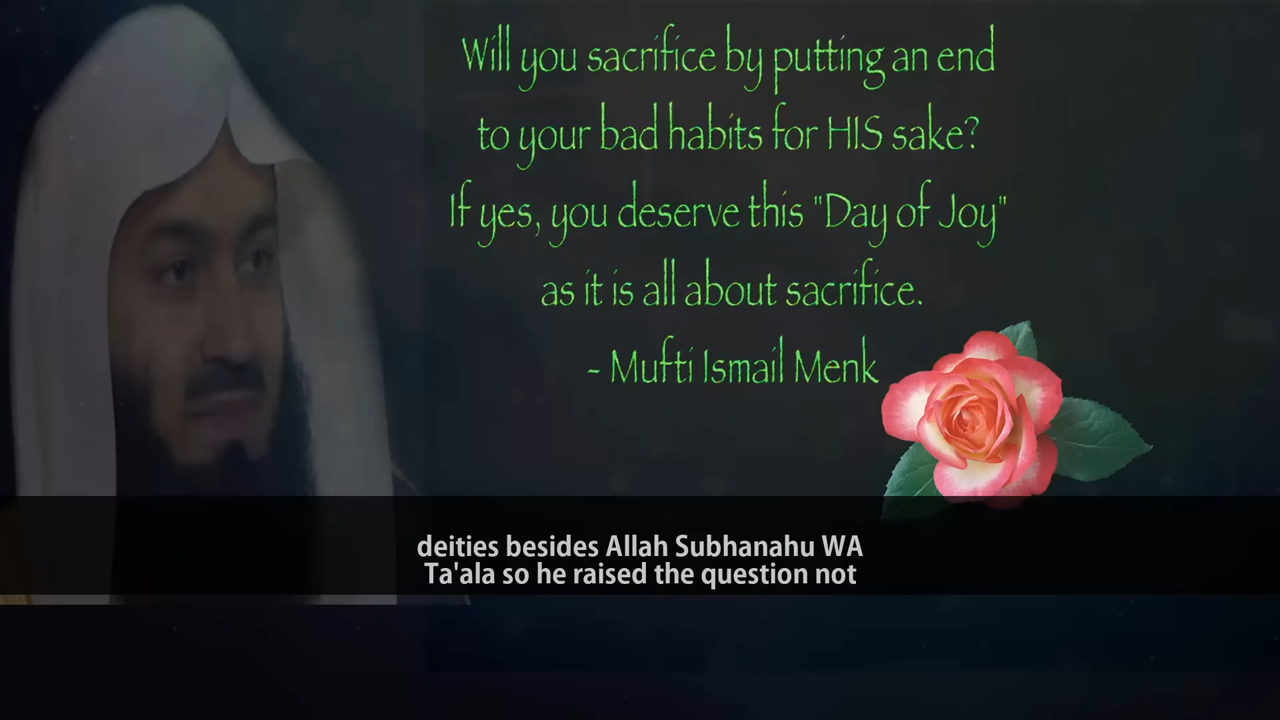 Will you sacrifice by putting an end
to your bad habits for HIS sake?
If yes, you deserve this "Day of Joy"
as it is all about sacrifice.
- Mufti Ismail Menk
deities besides Allah Subhanahu WA
Ta'ala so he raised the question not